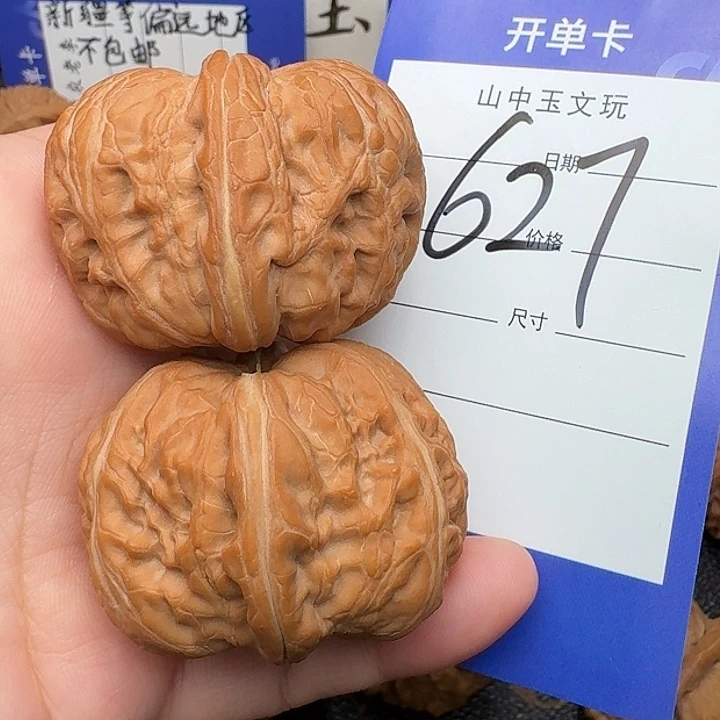 新疆等偏远地区
不包邮
开单卡
山中玉文玩
627
日期
价格
尺寸